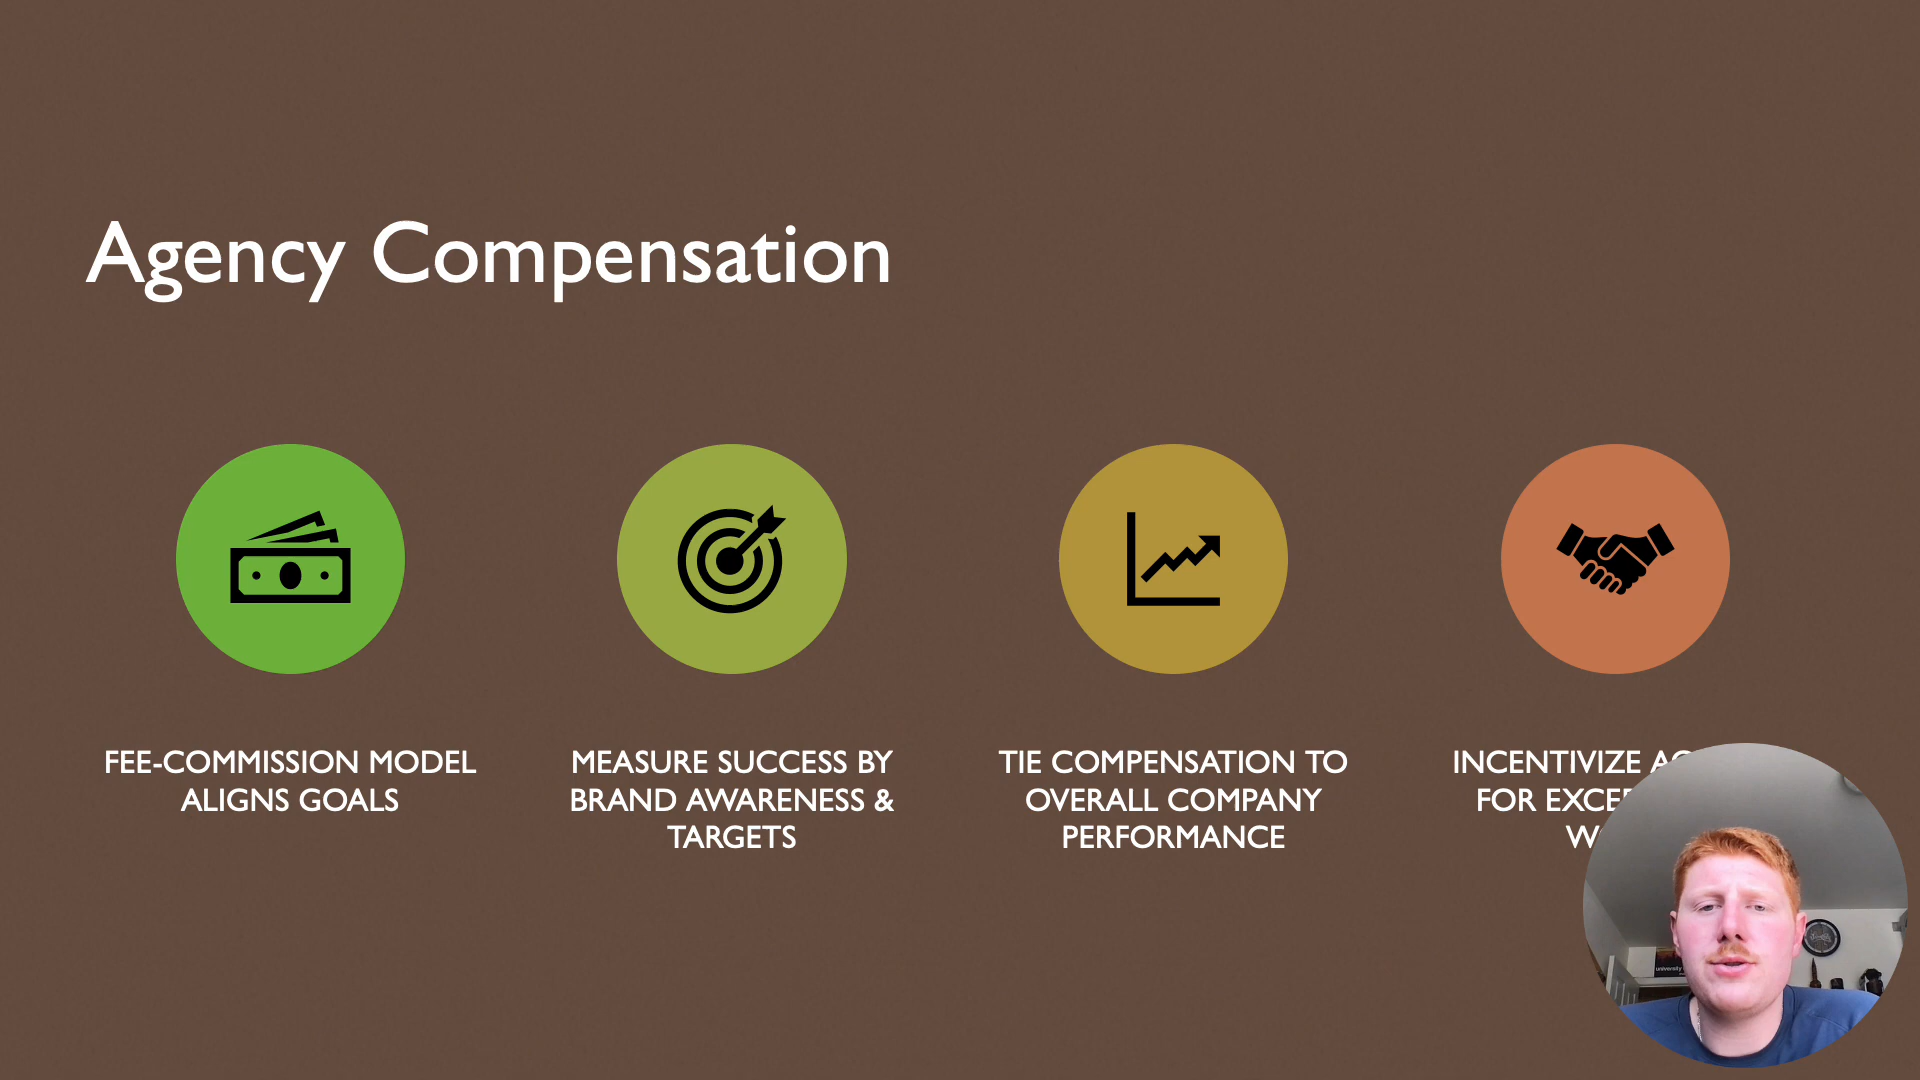 Agency Compensation
FEE-COMMISSION MODEL
ALIGNS GOALS
MEASURE SUCCESS BY
BRAND AWARENESS &
TARGETS
TIE COMPENSATION TO
OVERALL COMPANY
PERFORMANCE
INCENTIVIZE
FOR
university